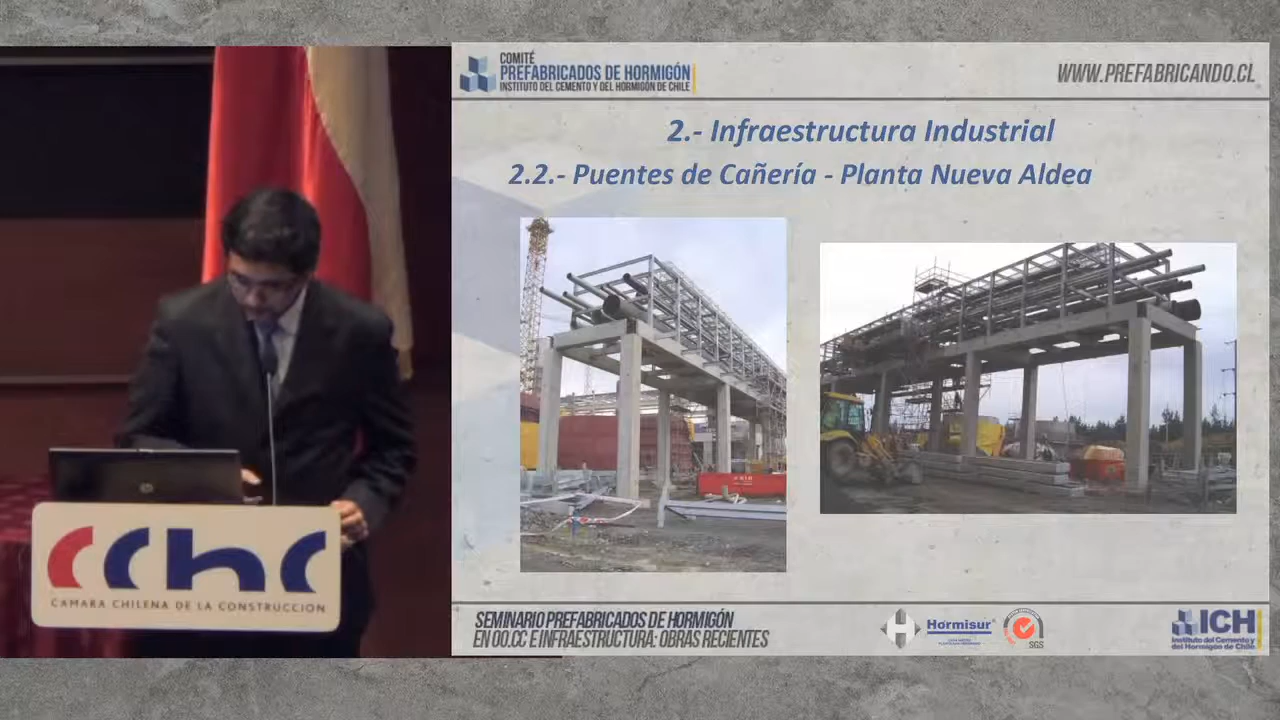 COMITÉ
PREFABRICADOS DE HORMIGÓN
INSTITUTO DEL CEMENTO Y DEL HORMIGÓN DE CHILE
WWW.PREFABRICANDO.CL
2.- Infraestructura Industrial
2.2.- Puentes de Cañería - Planta Nueva Aldea
CChC
CAMARA CHILENA DE LA CONSTRUCCION
SEMINARIO PREFABRICADOS DE HORMIGÓN
EN OO.CC E INFRAESTRUCTURA: OBRAS RECIENTES
H
Hormisur
SGS
ICH
Instituto del Cemento y
del Hormigón de Chile